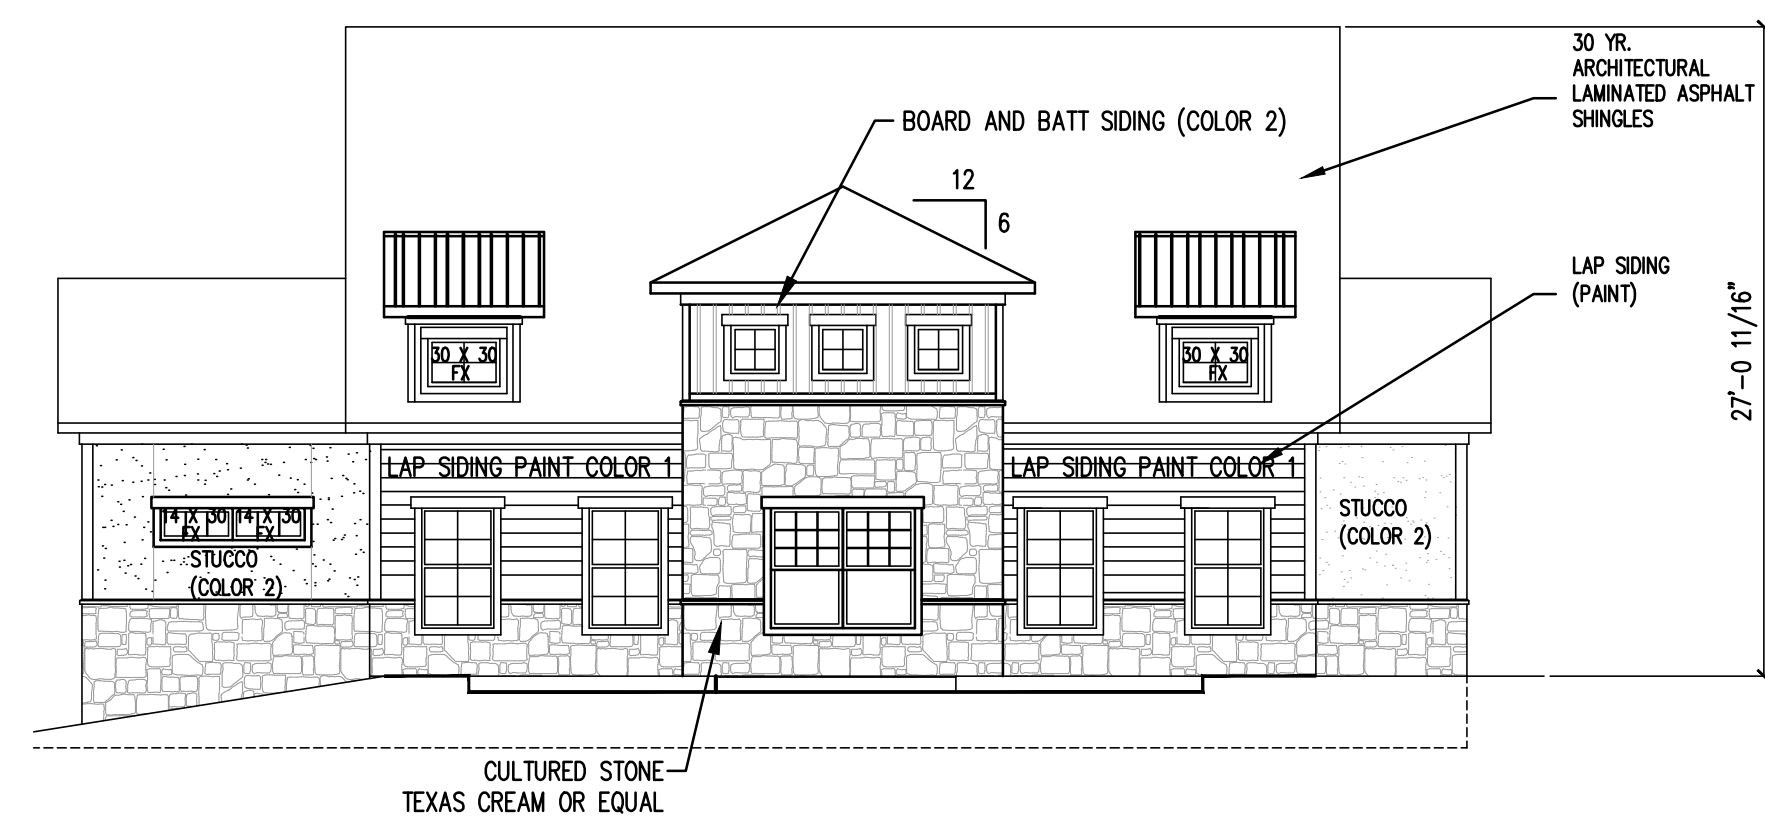 30 YR.
ARCHITECTURAL
LAMINATED ASPHALT
SHINGLES
BOARD AND BATT SIDING (COLOR 2)
12
6
LAP SIDING
(PAINT)
27'-0 11/16"
30 X 30
FX
30 X 30
FX
LAP SIDING PAINT COLOR 1
LAP SIDING PAINT COLOR 1
14 X 30
FX
14 X 30
FX
STUCCO
(COLOR 2)
STUCCO
(COLOR 2)
CULTURED STONE
TEXAS CREAM OR EQUAL